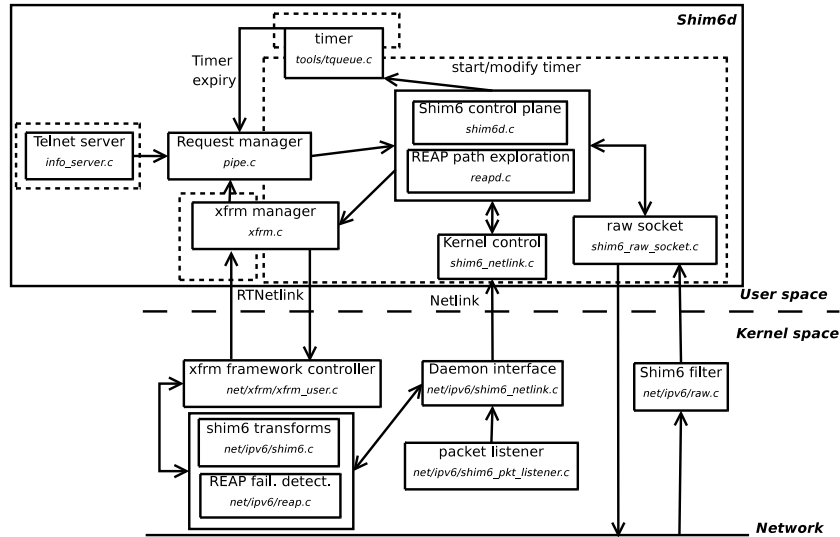 Shim6d
timer
tools/tqueue.c
Timer
expiry
start/modify timer
Shim6 control plane
shim6d.c
REAP path exploration
reapd.c
Telnet server
info_server.c
Request manager
pipe.c
xfrm manager
xfrm.c
Kernel control
shim6_netlink.c
raw socket
shim6_raw_socket.c
RTNetlink
Netlink
User space
Kernel space
xfrm framework controller
net/xfrm/xfrm_user.c
Daemon interface
net/ipv6/shim6_netlink.c
Shim6 filter
net/ipv6/raw.c
shim6 transforms
net/ipv6/shim6.c
REAP fail. detect.
net/ipv6/reap.c
packet listener
net/ipv6/shim6_pkt_listener.c
Network